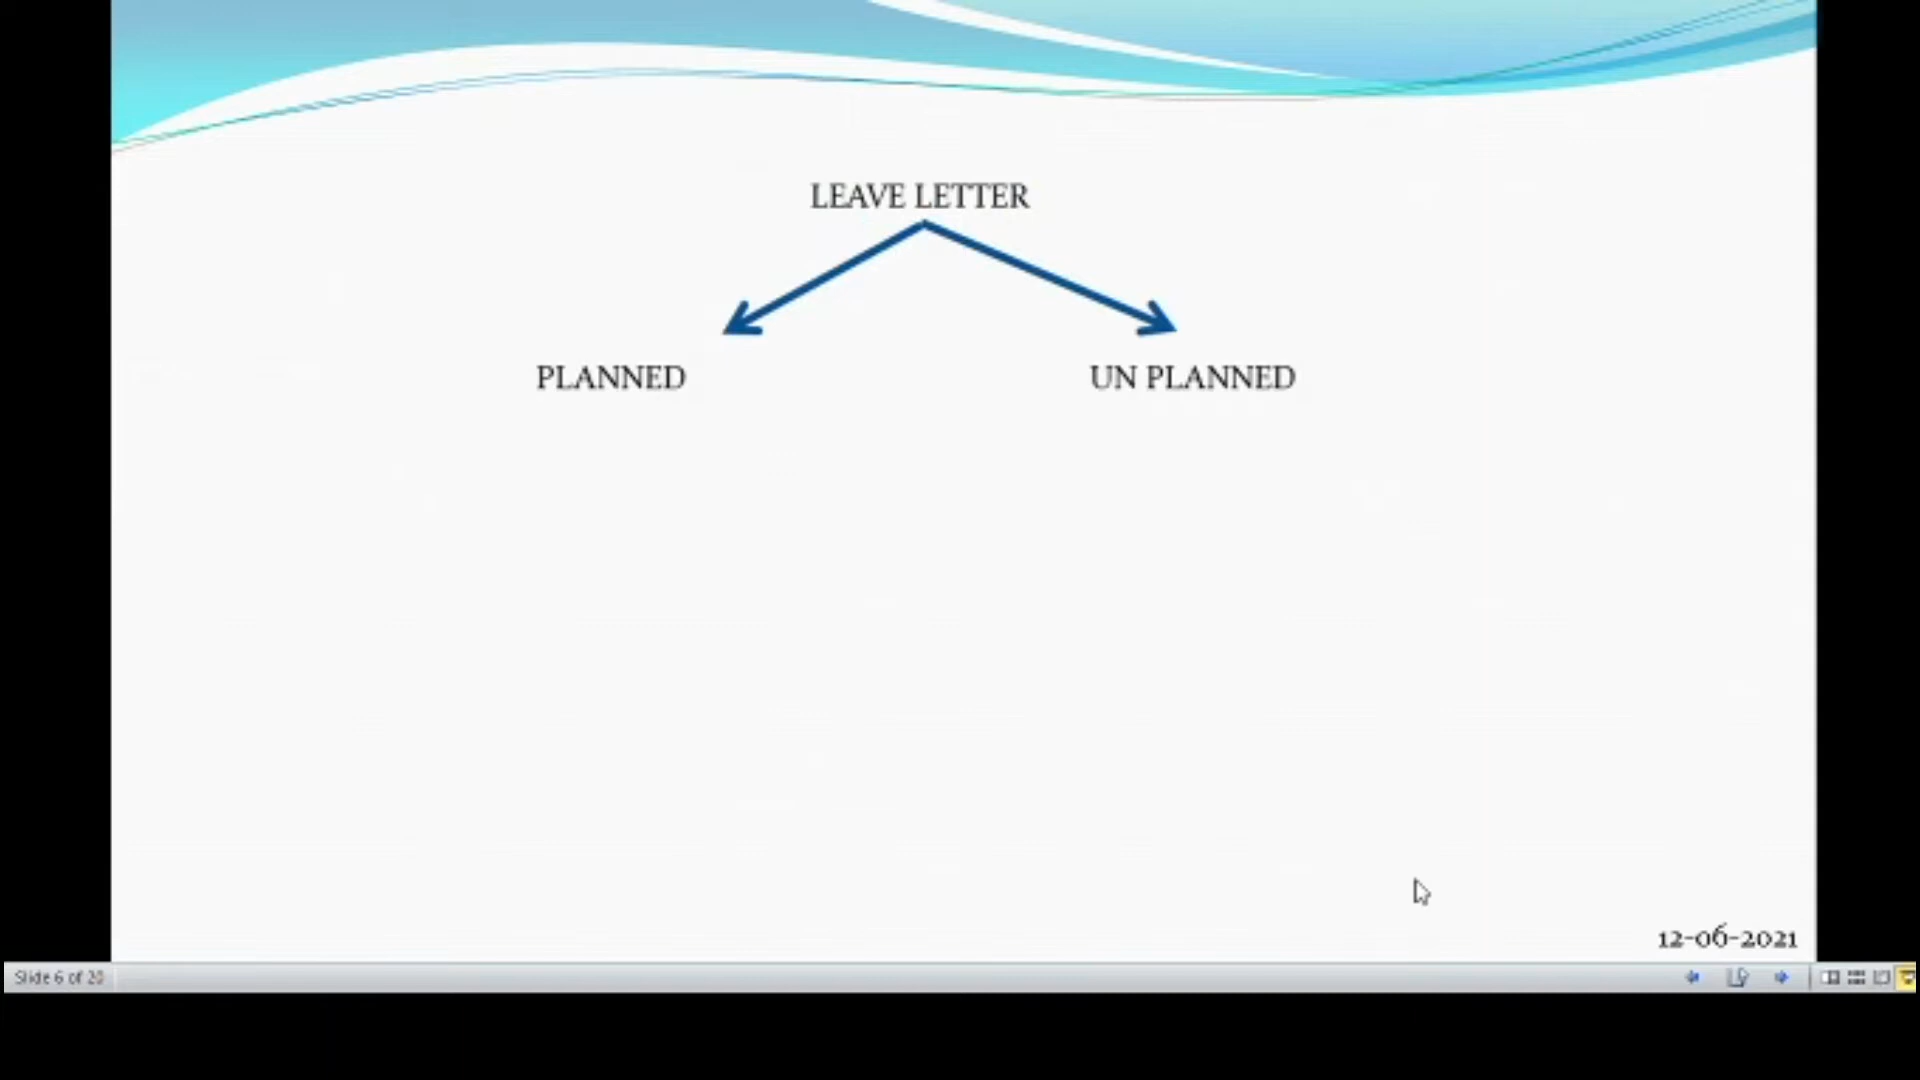 LEAVE LETTER
PLANNED
UN PLANNED
12-06-2021
Slide 6 of 20